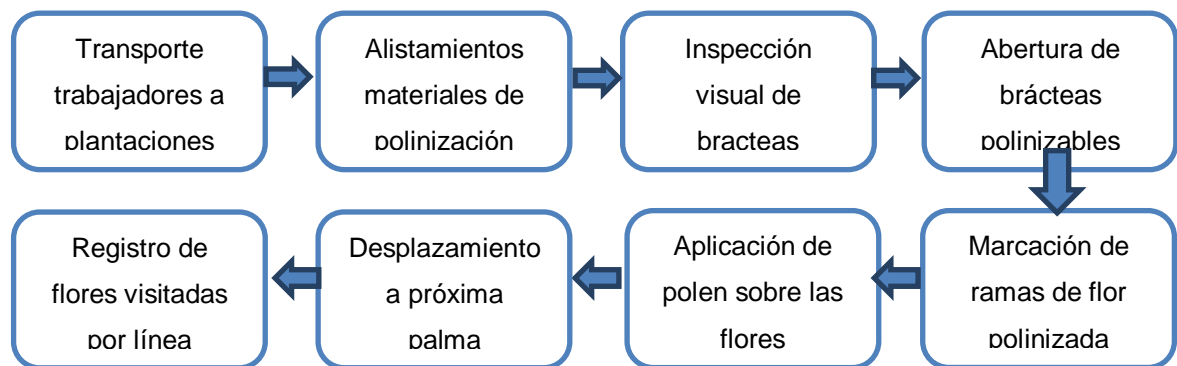 Transporte
trabajadores a
plantaciones
Alistamientos
materiales de
polinización
Inspección
visual de
bracteas
Abertura de
brácteas
polinizables
Marcación de
ramas de flor
polinizada
Aplicación de
polen sobre las
flores
Desplazamiento
a próxima
palma
Registro de
flores visitadas
por línea